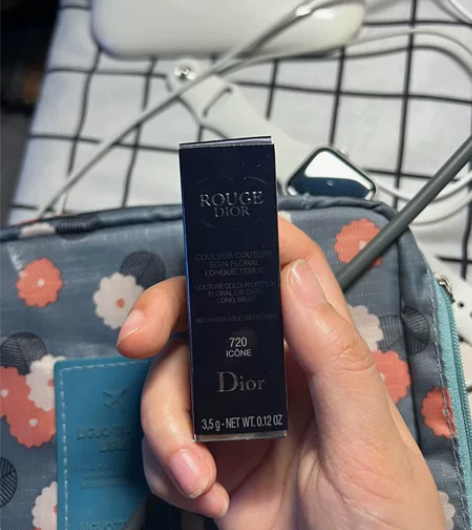 ROUGE
DIOR
COULEUR COUTURE
SOIN FLORAL
LONGUE TENUE
COUTURE COLOUR LIPSTICK
FLORAL LIP CARE
LONG WEAR
RECHARGEABLE
720
ICÔNE
Dior
3,5 g - NET WT. 0.12 OZ